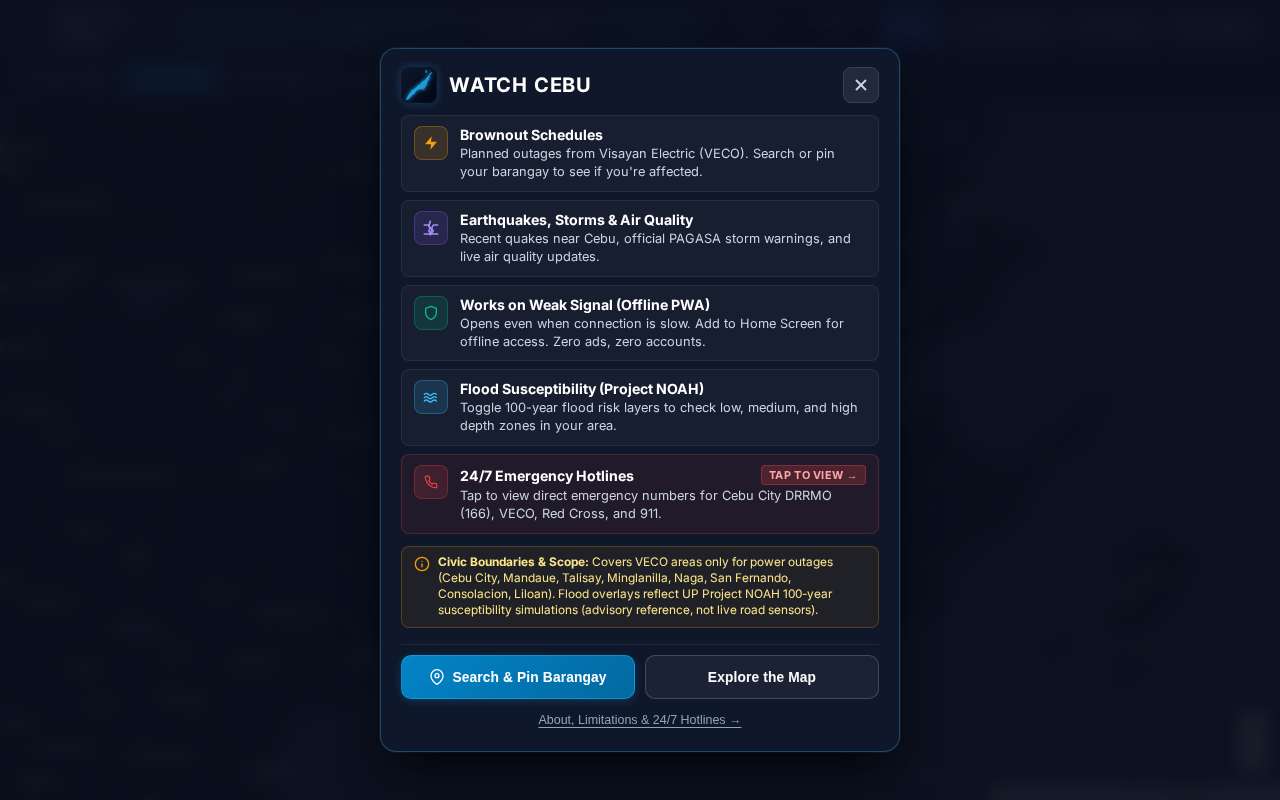 WATCH CEBU
Brownout Schedules
Planned outages from Visayan Electric (VECO). Search or pin
your barangay to see if you're affected.
Earthquakes, Storms & Air Quality
Recent quakes near Cebu, official PAGASA storm warnings, and
live air quality updates.
Works on Weak Signal (Offline PWA)
Opens even when connection is slow. Add to Home Screen for
offline access. Zero ads, zero accounts.
Flood Susceptibility (Project NOAH)
Toggle 100-year flood risk layers to check low, medium, and high
depth zones in your area.
24/7 Emergency Hotlines
TAP TO VIEW →
Tap to view direct emergency numbers for Cebu City DRRMO
(166), VECO, Red Cross, and 911.
Civic Boundaries & Scope: Covers VECO areas only for power outages
(Cebu City, Mandaue, Talisay, Minglanilla, Naga, San Fernando,
Consolacion, Liloan). Flood overlays reflect UP Project NOAH 100-year
susceptibility simulations (advisory reference, not live road sensors).
Search & Pin Barangay
Explore the Map
About, Limitations & 24/7 Hotlines →